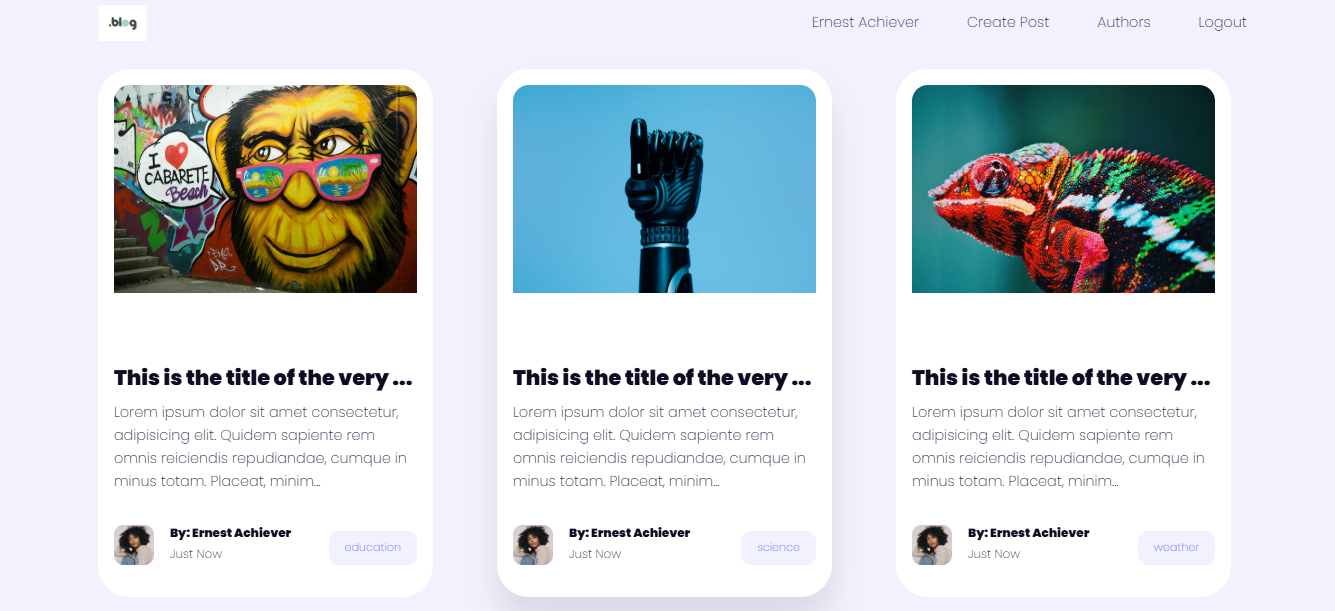 .blog
Ernest Achiever
Create Post
Authors
Logout
I
CABARETE
Beach
This is the title of the very ...
Lorem ipsum dolor sit amet consectetur,
adipisicing elit. Quidem sapiente rem
omnis reiciendis repudiandae, cumque in
minus totam. Placeat, minim...
By: Ernest Achiever
Just Now
education
This is the title of the very ...
Lorem ipsum dolor sit amet consectetur,
adipisicing elit. Quidem sapiente rem
omnis reiciendis repudiandae, cumque in
minus totam. Placeat, minim...
By: Ernest Achiever
Just Now
science
This is the title of the very ...
Lorem ipsum dolor sit amet consectetur,
adipisicing elit. Quidem sapiente rem
omnis reiciendis repudiandae, cumque in
minus totam. Placeat, minim...
By: Ernest Achiever
Just Now
weather